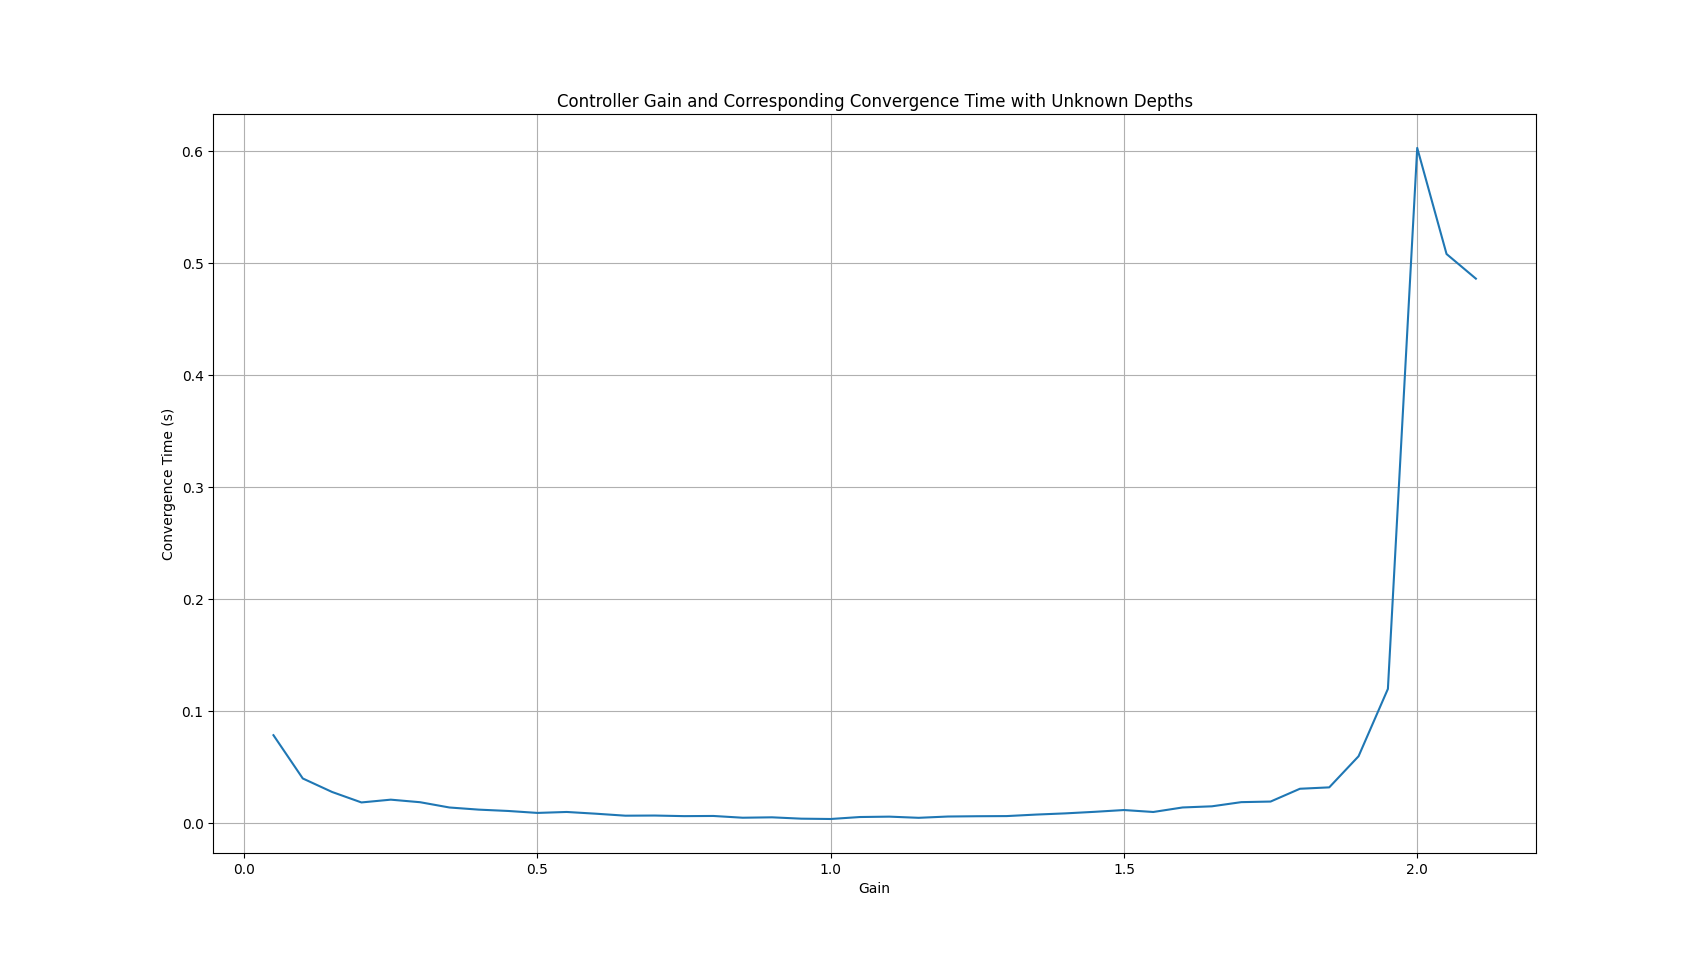 Controller Gain and Corresponding Convergence Time with Unknown Depths
0.6
0.5
0.4
0.3
0.2
0.1
0.0
Convergence Time (s)
0.0 0.5 1.0 1.5 2.0
Gain